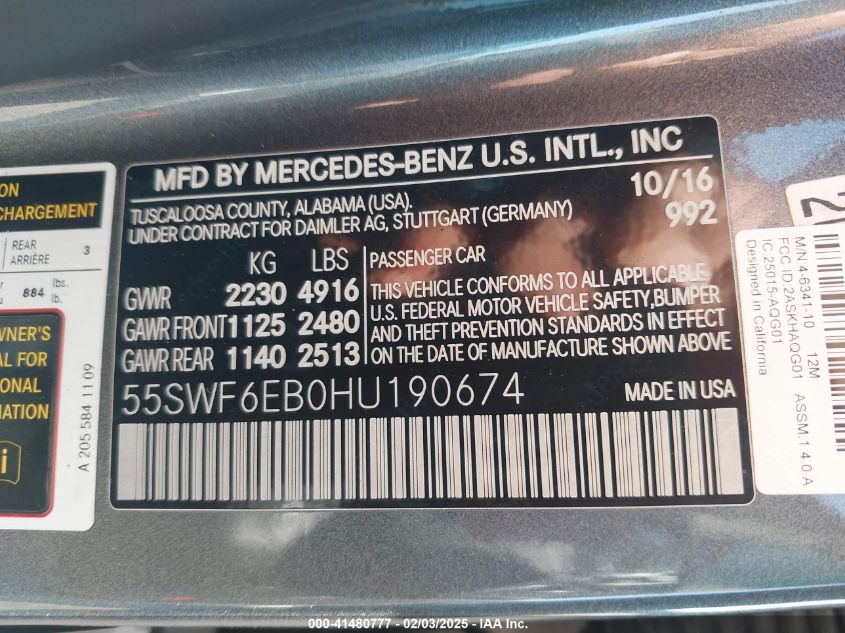 ON
CHARGEMENT
REAR
ARRIÈRE 3
884 lbs.
lb.
OWNER'S
AL FOR
IONAL
MATION
i
A 205 584 11 09
MFD BY MERCEDES-BENZ U.S. INTL., INC
TUSCALOOSA COUNTY, ALABAMA (USA). 10/16
UNDER CONTRACT FOR DAIMLER AG, STUTTGART (GERMANY) 992
KG LBS PASSENGER CAR
GVWR 2230 4916
GAWR FRONT 1125 2480
GAWR REAR 1140 2513
THIS VEHICLE CONFORMS TO ALL APPLICABLE
U.S. FEDERAL MOTOR VEHICLE SAFETY, BUMPER
AND THEFT PREVENTION STANDARDS IN EFFECT
ON THE DATE OF MANUFACTURE SHOWN ABOVE
55SWF6EB0HU190674 MADE IN USA
M/N 4-6341-10 12M ASSM:1 4 0 A
FCC ID:2ASKHAQG01
IC:25015-AQG01
Designed in California
000-41480777 - 02/03/2025 - IAA Inc.